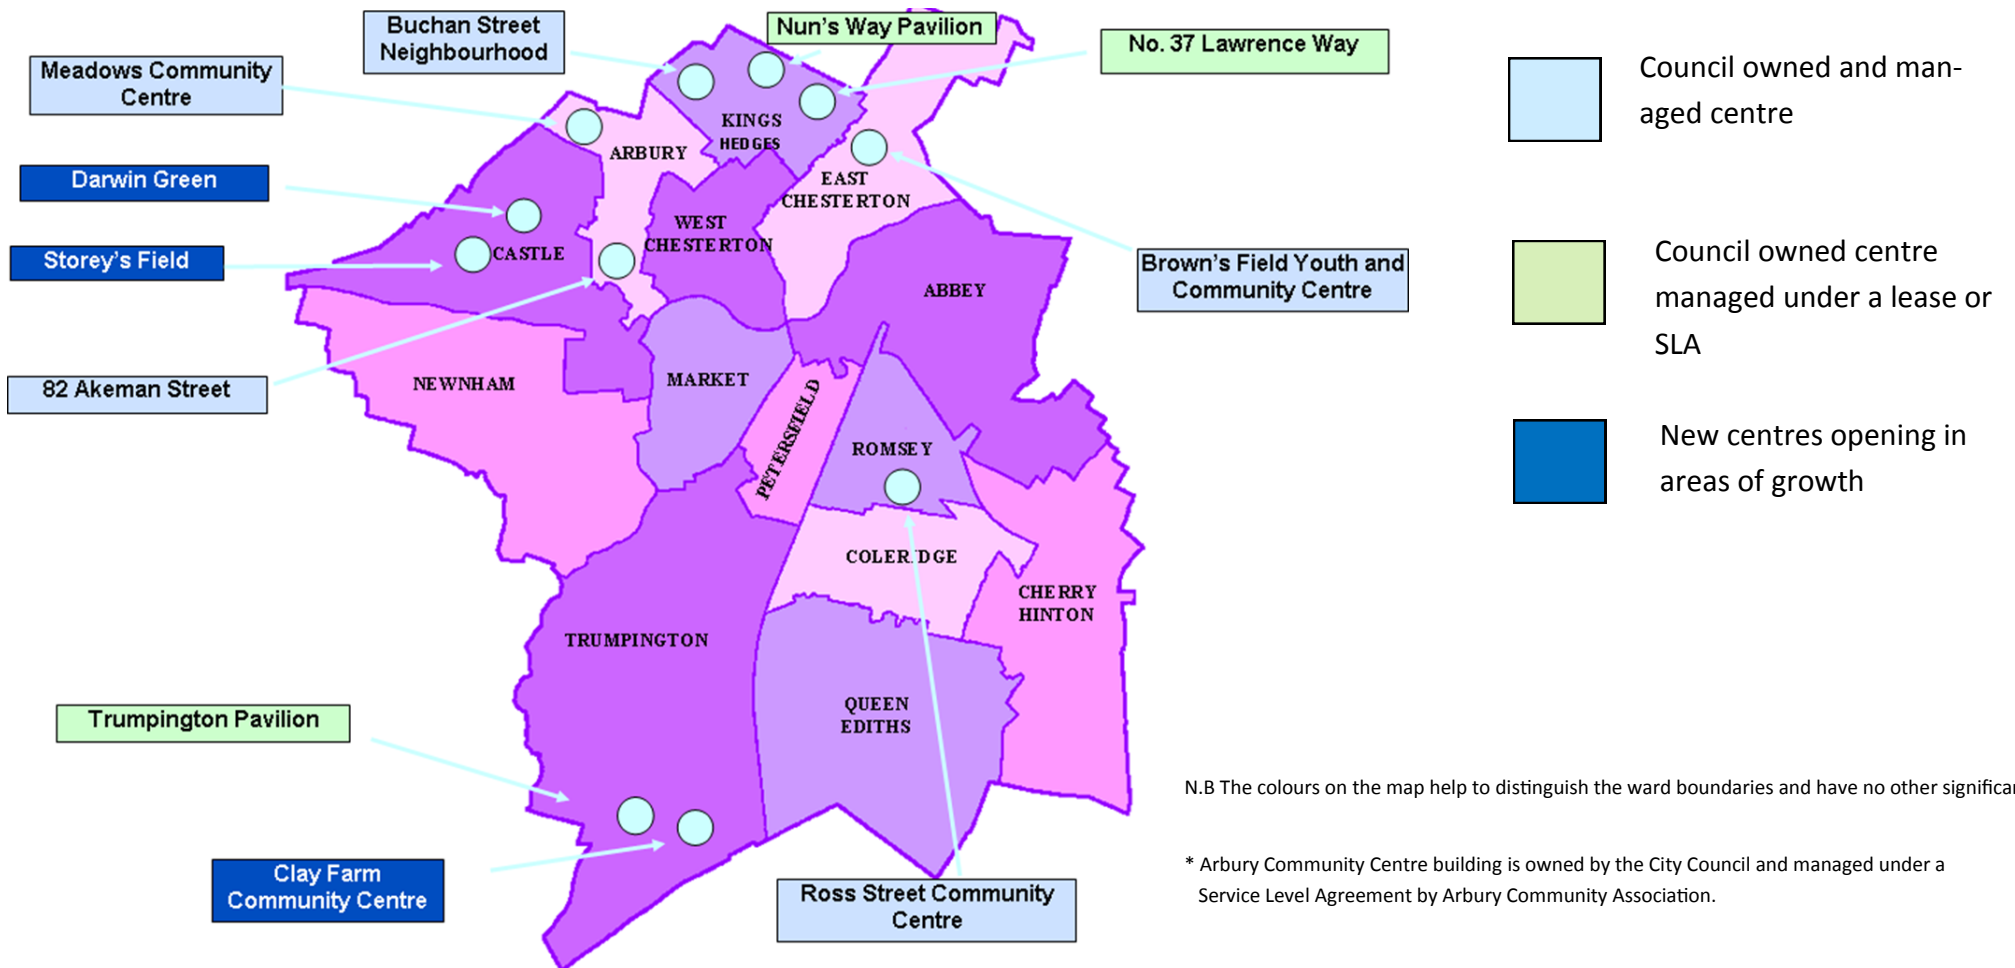 Buchan Street
Neighbourhood
Nun's Way Pavilion
No. 37 Lawrence Way
Meadows Community
Centre
Darwin Green
Storey's Field
82 Akeman Street
Brown's Field Youth and
Community Centre
Trumpington Pavilion
Clay Farm
Community Centre
Ross Street Community
Centre
KINGS
HEDGES
ARBURY
EAST
CHESTERTON
WEST
CHESTERTON
CASTLE
ABBEY
NEWNHAM
MARKET
PETERSFIELD
ROMSEY
COLERIDGE
CHERRY
HINTON
TRUMPINGTON
QUEEN
EDITHS
Council owned and man-
aged centre
Council owned centre
managed under a lease or
SLA
New centres opening in
areas of growth
N.B The colours on the map help to distinguish the ward boundaries and have no other significa
* Arbury Community Centre building is owned by the City Council and managed under a
Service Level Agreement by Arbury Community Association.